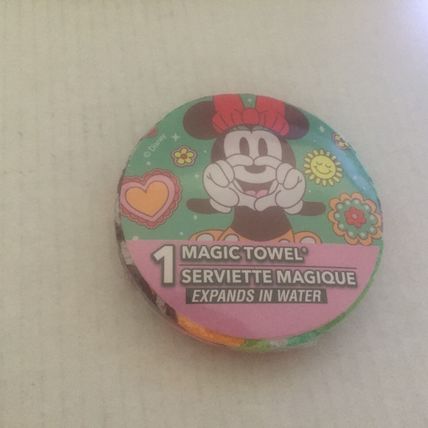 © Disney
1 MAGIC TOWEL*
SERVIETTE MAGIQUE
EXPANDS IN WATER